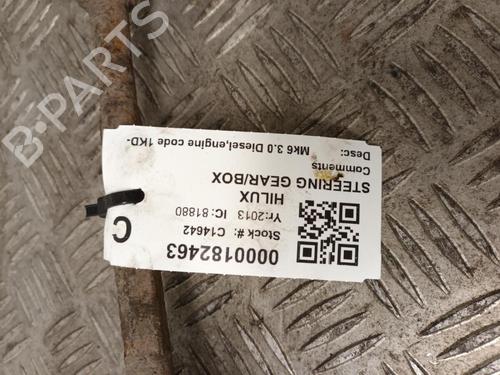 B-PARTS
0000182463
Stock #: C14642
Yr:2013 IC:81880
HILUX
STEERING GEAR/BOX
Comments
Desc: Mk6 3.0 Diesel,engine code 1KD-
C